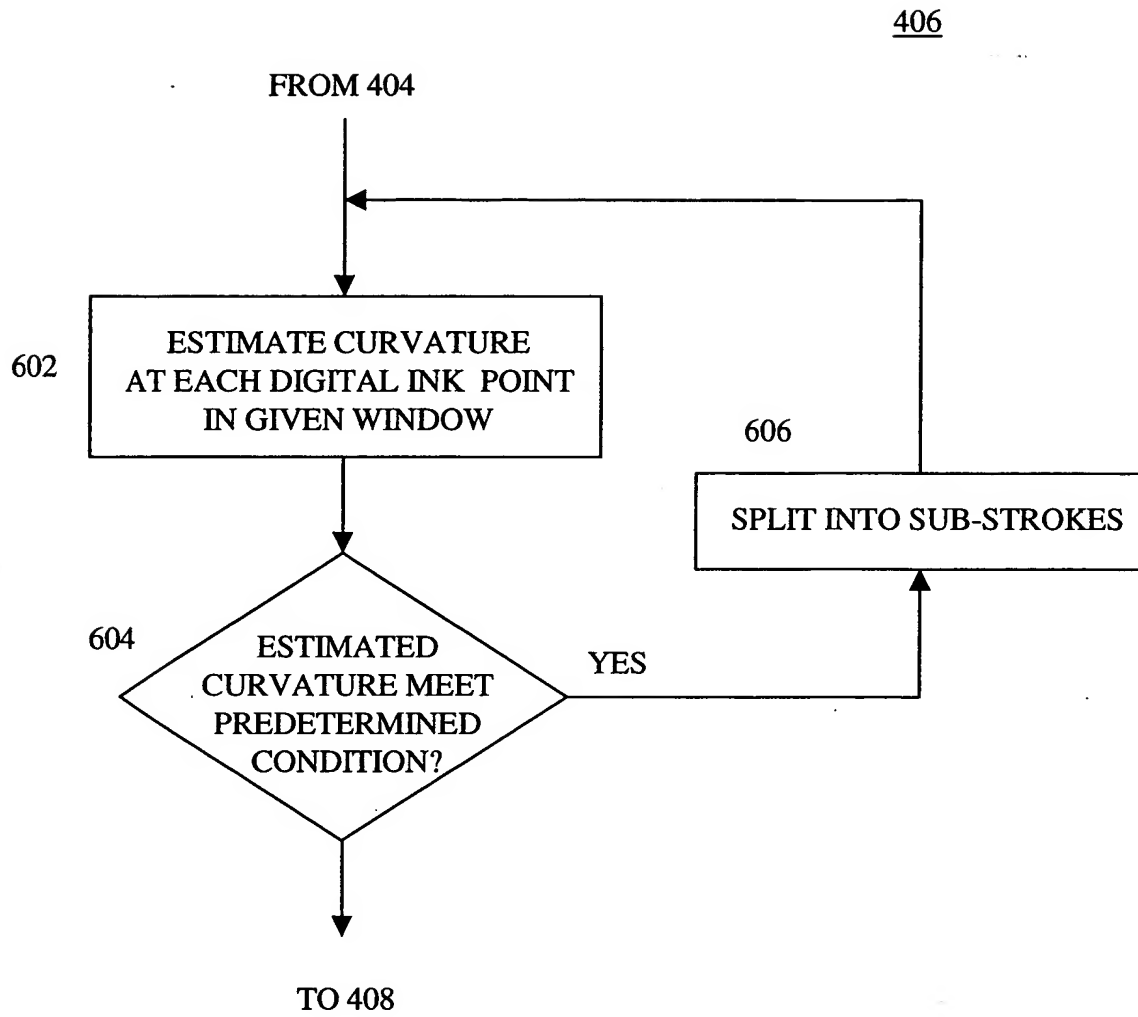 406
FROM 404
602
ESTIMATE CURVATURE
AT EACH DIGITAL INK POINT
IN GIVEN WINDOW
606
SPLIT INTO SUB-STROKES
604
ESTIMATED
CURVATURE MEET
PREDETERMINED
CONDITION?
YES
TO 408